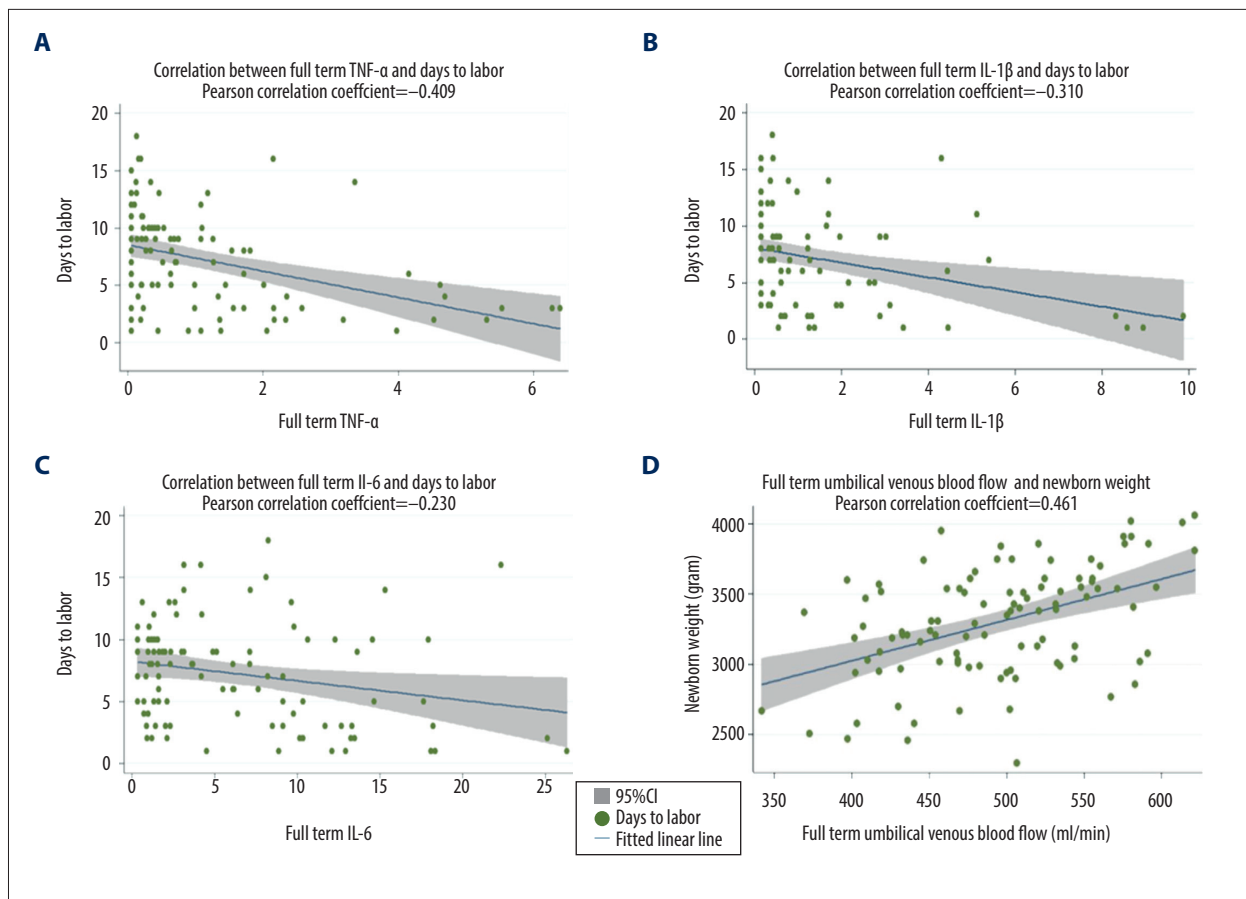 A
Correlation between full term TNF-α and days to labor
Pearson correlation coeffcient=–0.409
20
15
10
5
0
Days to labor
0 2 4 6
Full term TNF-α
B
Correlation between full term IL-1β and days to labor
Pearson correlation coeffcient=–0.310
20
15
10
5
0
Days to labor
0 2 4 6 8 10
Full term IL-1β
C
Correlation between full term Il-6 and days to labor
Pearson correlation coeffcient=–0.230
20
15
10
5
0
Days to labor
0 5 10 15 20 25
Full term IL-6
D
Full term umbilical venous blood flow and newborn weight
Pearson correlation coeffcient=0.461
4000
3500
3000
2500
Newborn weight (gram)
350 400 450 500 550 600
Full term umbilical venous blood flow (ml/min)
95%CI
Days to labor
Fitted linear line